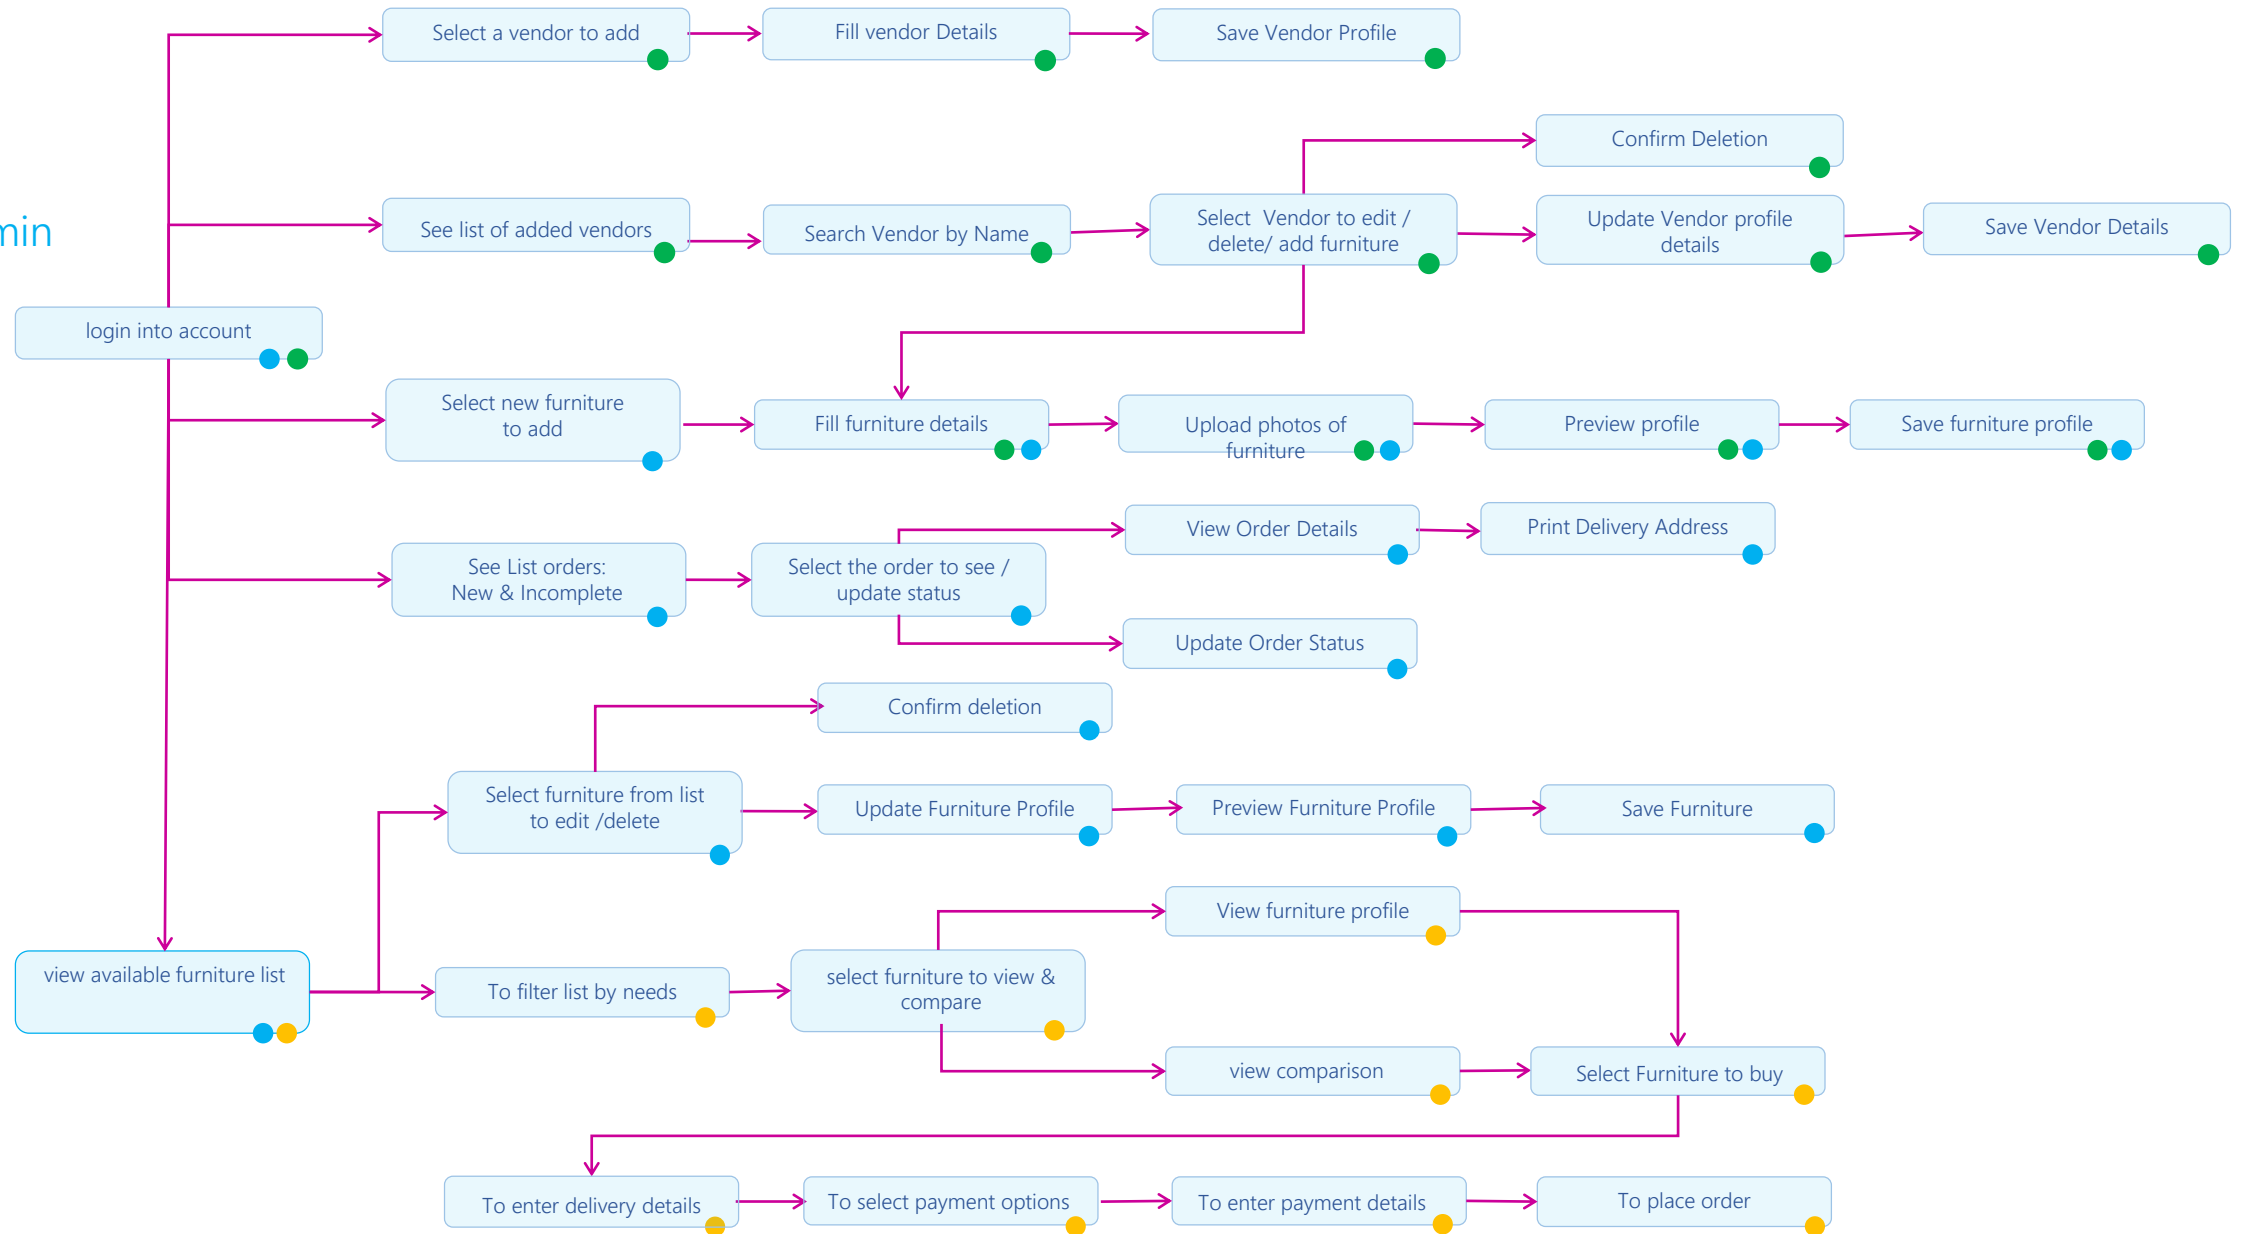 Select a vendor to add
Fill vendor Details
Save Vendor Profile
Confirm Deletion
min
See list of added vendors
Search Vendor by Name
Select  Vendor to edit /
delete/ add furniture
Update Vendor profile
details
Save Vendor Details
login into account
Select new furniture
to add
Fill furniture details
Upload photos of
furniture
Preview profile
Save furniture profile
View Order Details
Print Delivery Address
See List orders:
New & Incomplete
Select the order to see /
update status
Update Order Status
Confirm deletion
Select furniture from list
to edit /delete
Update Furniture Profile
Preview Furniture Profile
Save Furniture
View furniture profile
view available furniture list
To filter list by needs
select furniture to view &
compare
view comparison
Select Furniture to buy
To enter delivery details
To select payment options
To enter payment details
To place order